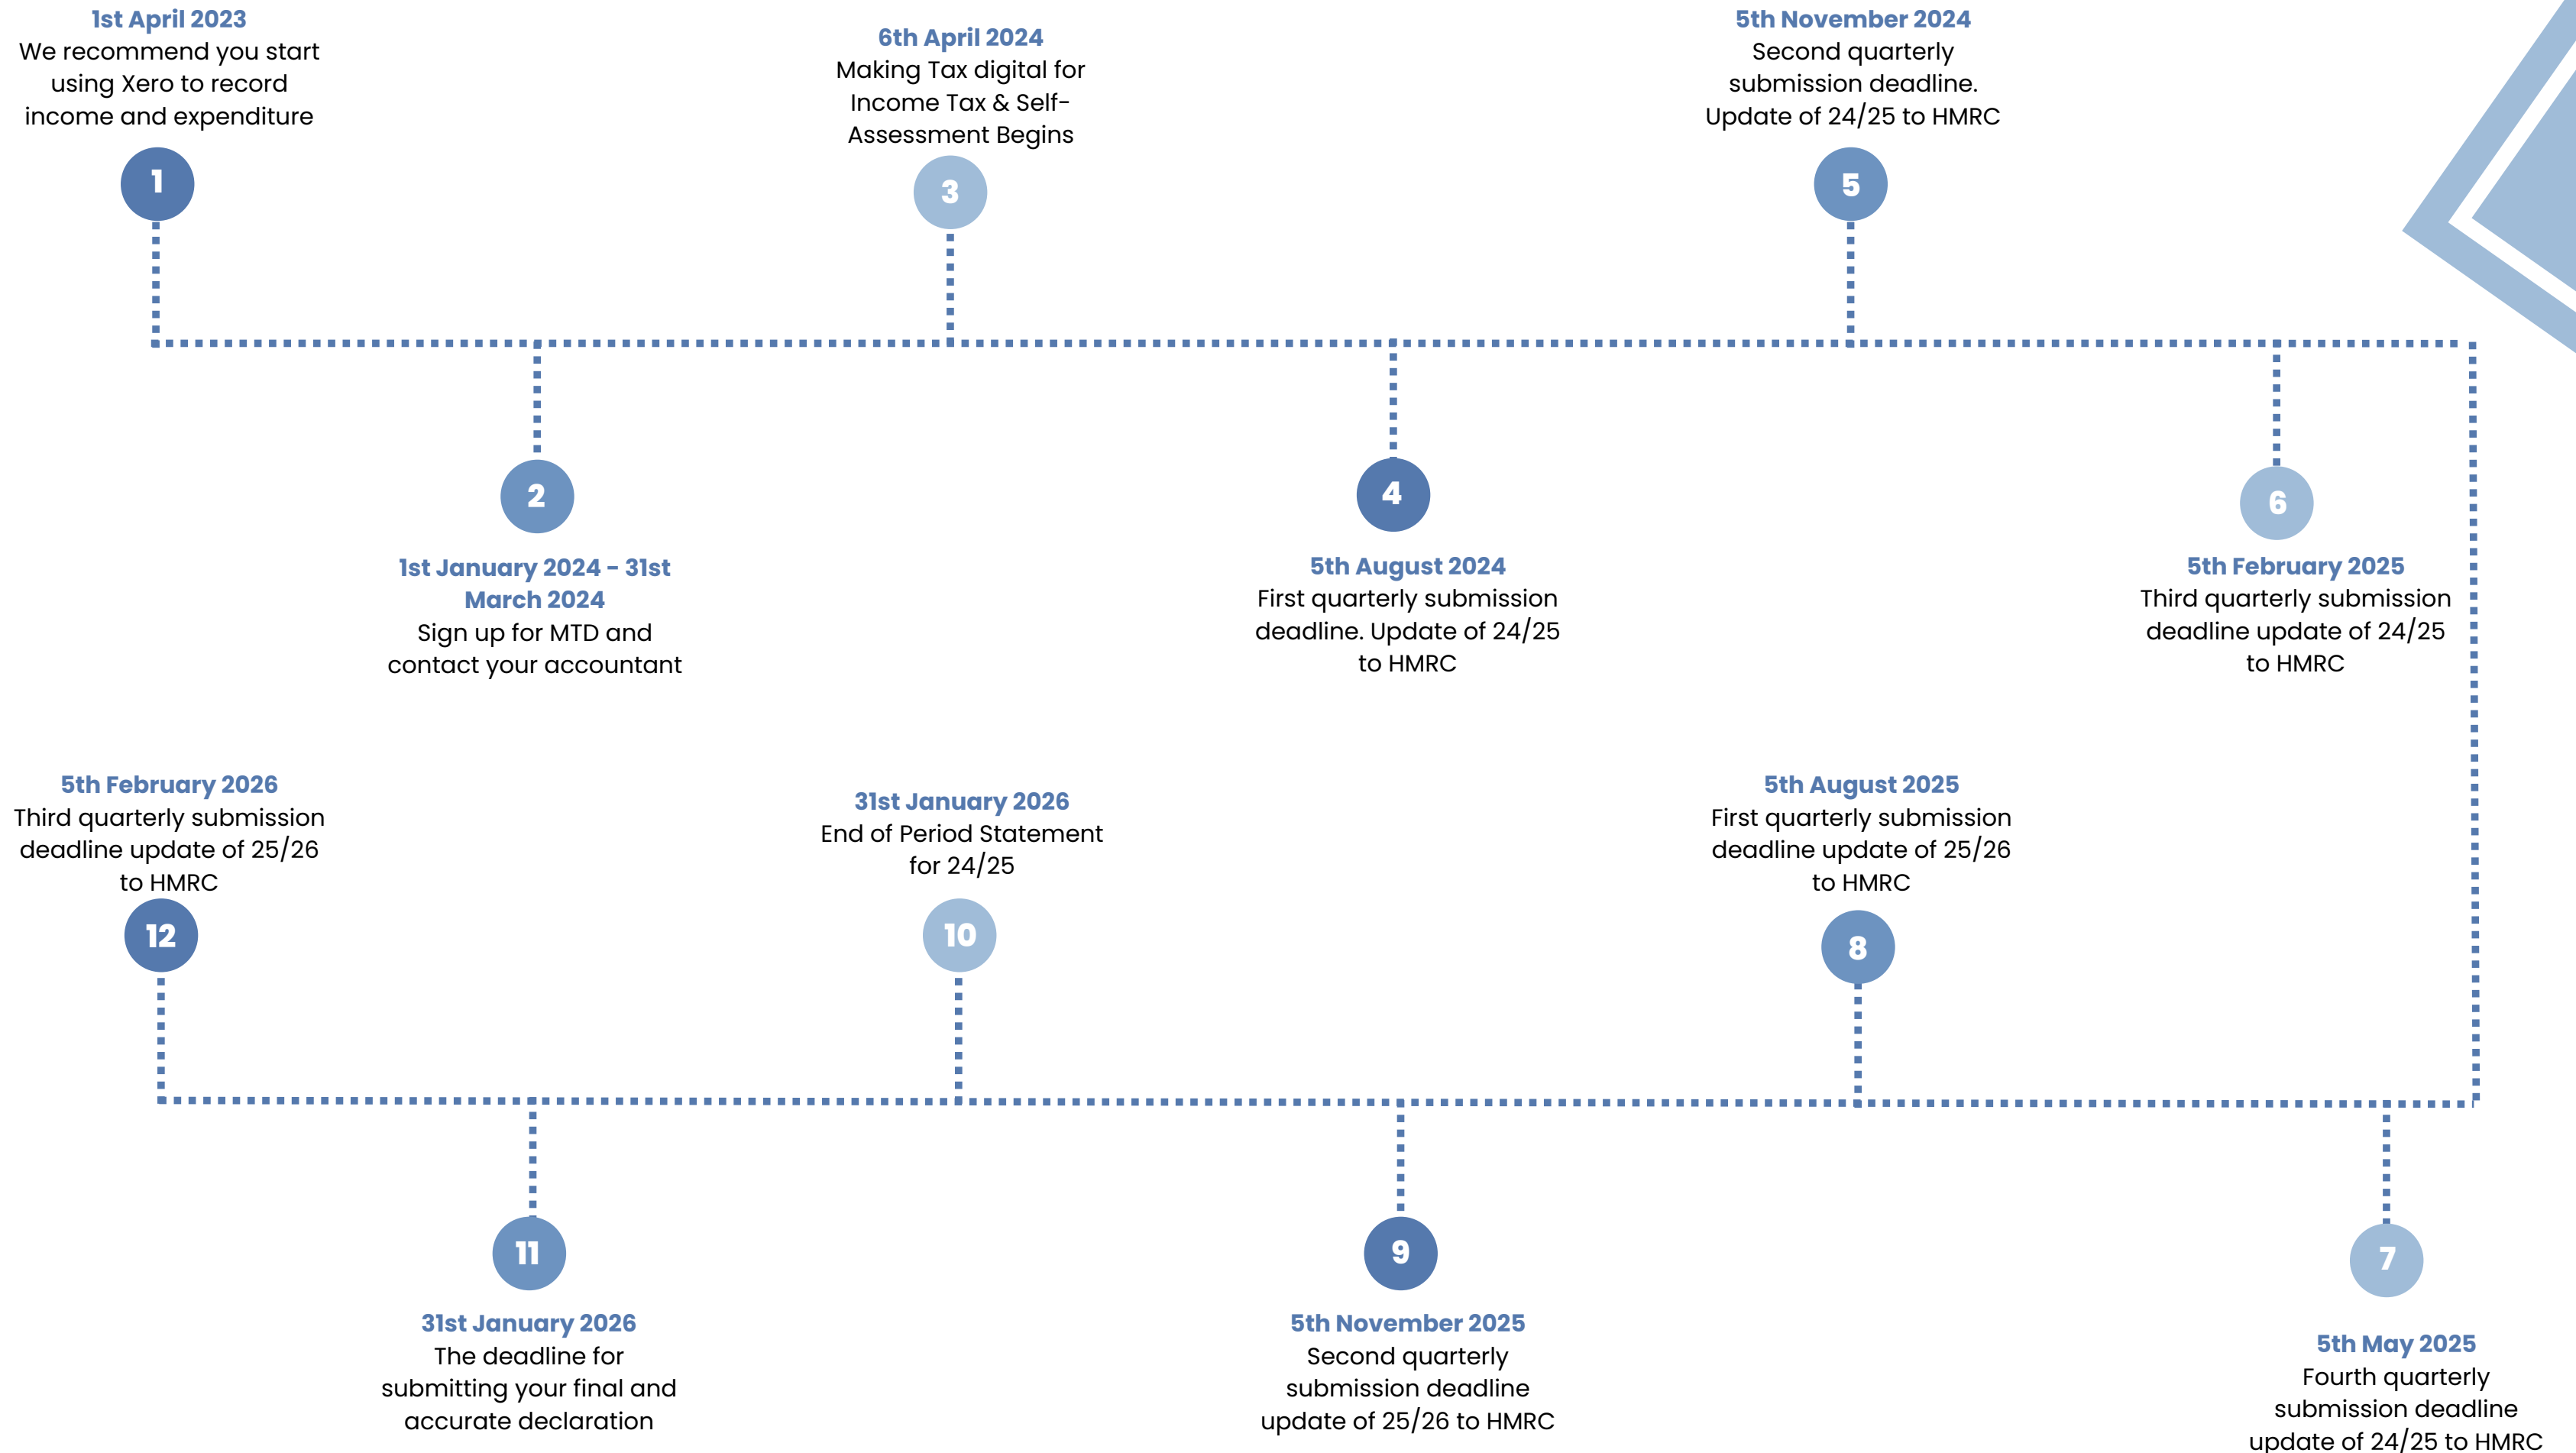 1st April 2023
We recommend you start
using Xero to record
income and expenditure
1
1st January 2024 - 31st
March 2024
Sign up for MTD and
contact your accountant
2
6th April 2024
Making Tax digital for
Income Tax & Self-
Assessment Begins
3
5th August 2024
First quarterly submission
deadline. Update of 24/25
to HMRC
4
5th November 2024
Second quarterly
submission deadline.
Update of 24/25 to HMRC
5
5th February 2025
Third quarterly submission
deadline update of 24/25
to HMRC
6
5th May 2025
Fourth quarterly
submission deadline
update of 24/25 to HMRC
7
5th August 2025
First quarterly submission
deadline update of 25/26
to HMRC
8
5th November 2025
Second quarterly
submission deadline
update of 25/26 to HMRC
9
31st January 2026
End of Period Statement
for 24/25
10
31st January 2026
The deadline for
submitting your final and
accurate declaration
11
5th February 2026
Third quarterly submission
deadline update of 25/26
to HMRC
12